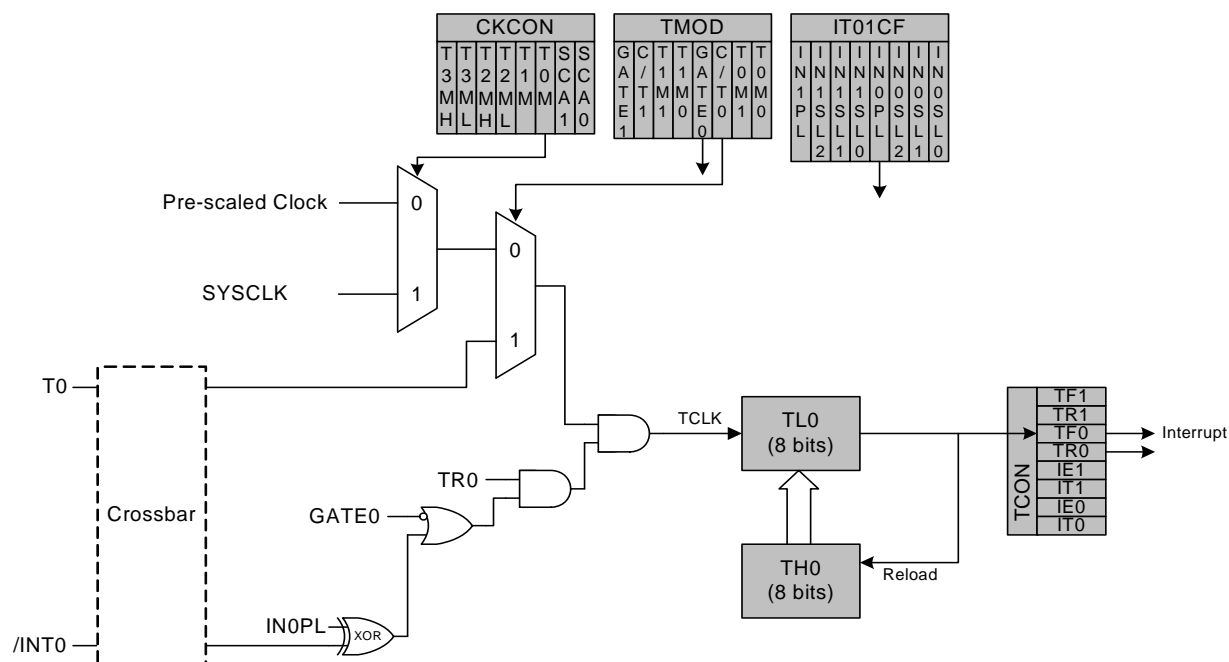 CKCON
T3MH
T3ML
T2MH
T2ML
T1M
T0M
SCA1
SCA0
TMOD
GATE1
C/T1
T1M1
T1M0
GATE0
C/T0
T0M1
T0M0
IT01CF
IN1PL
IN1SL2
IN1SL1
IN1SL0
IN0PL
IN0SL2
IN0SL1
IN0SL0
Pre-scaled Clock
0
SYSCLK
1
0
1
T0
Crossbar
/INT0
GATE0
TR0
IN0PL
XOR
TCLK
TL0
(8 bits)
TH0
(8 bits)
Reload
TCON
TF1
TR1
TF0
TR0
IE1
IT1
IE0
IT0
Interrupt